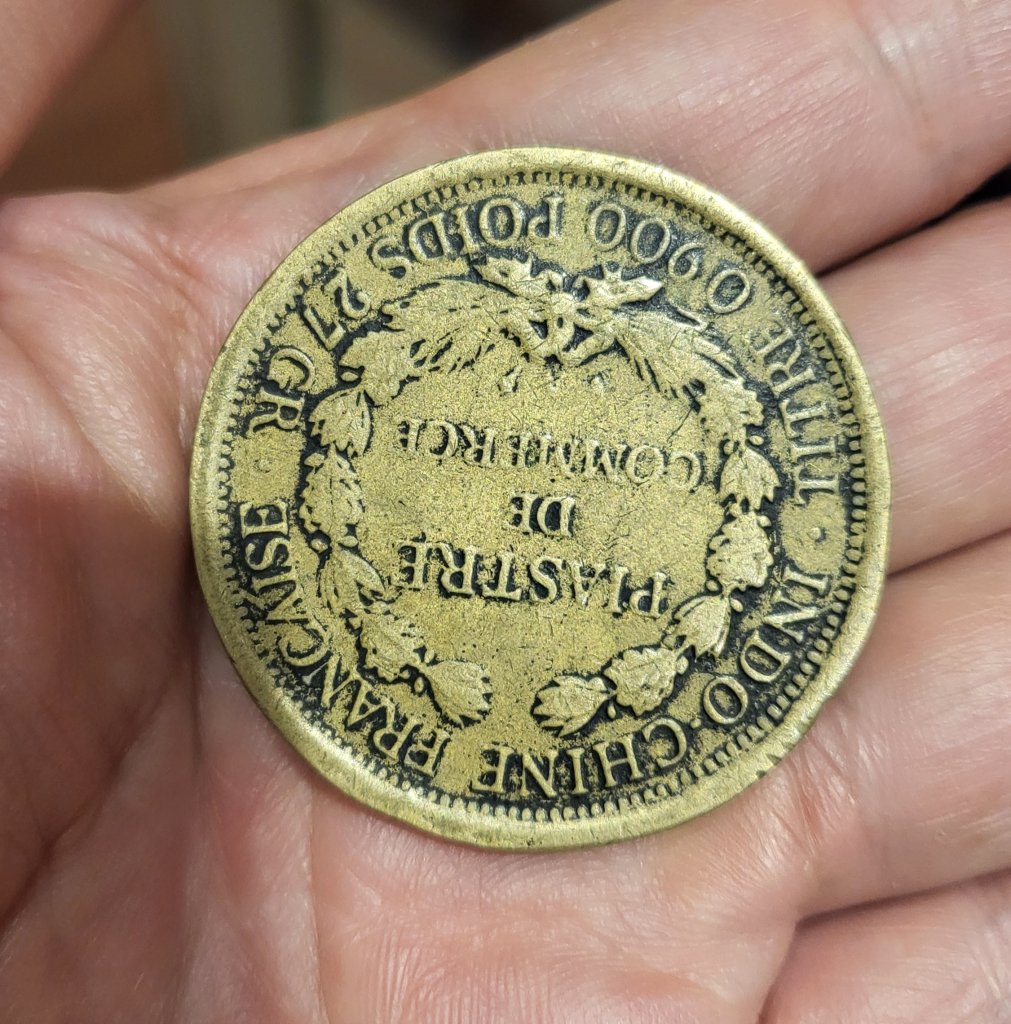 INDO-CHINE FRANCAISE
PIASTRE
DE
COMMERCE
TITRE 0,900 POIDS 27 GR